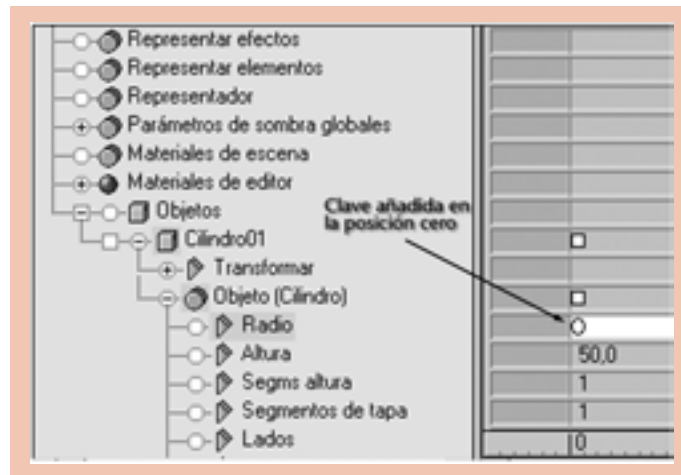 Representar efectos
Representar elementos
Representador
Parámetros de sombra globales
Materiales de escena
Materiales de editor
Objetos
Clave añadida en
la posición cero
Cilindro01
Transformar
Objeto (Cilindro)
Radio
Altura 50,0
Segms altura 1
Segmentos de tapa 1
Lados 0